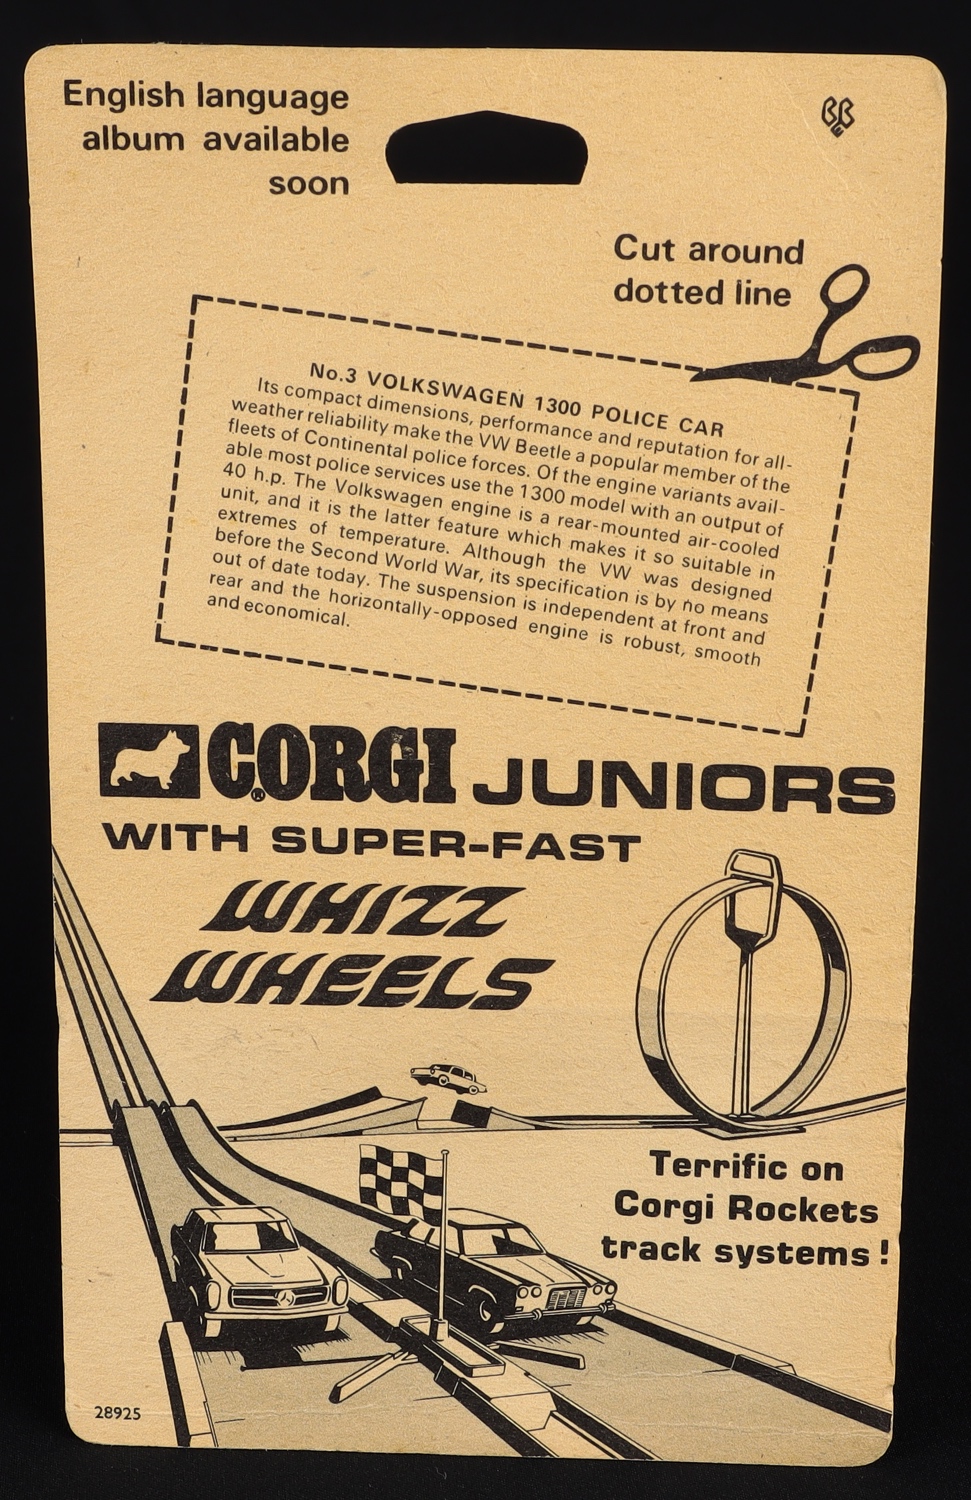 English language
album available
soon
Cut around
dotted line
No.3 VOLKSWAGEN 1300 POLICE CAR
Its compact dimensions, performance and reputation for all-
weather reliability make the VW Beetle a popular member of the
fleets of Continental police forces. Of the engine variants avail-
able most police services use the 1300 model with an output of
40 h.p. The Volkswagen engine is a rear-mounted air-cooled
unit, and it is the latter feature which makes it so suitable in
extremes of temperature. Although the VW was designed
before the Second World War, its specification is by no means
out of date today. The suspension is independent at front and
rear and the horizontally-opposed engine is robust, smooth
and economical.
CORGI® JUNIORS
WITH SUPER-FAST
WHIZZ
WHEELS
Terrific on
Corgi Rockets
track systems!
28925